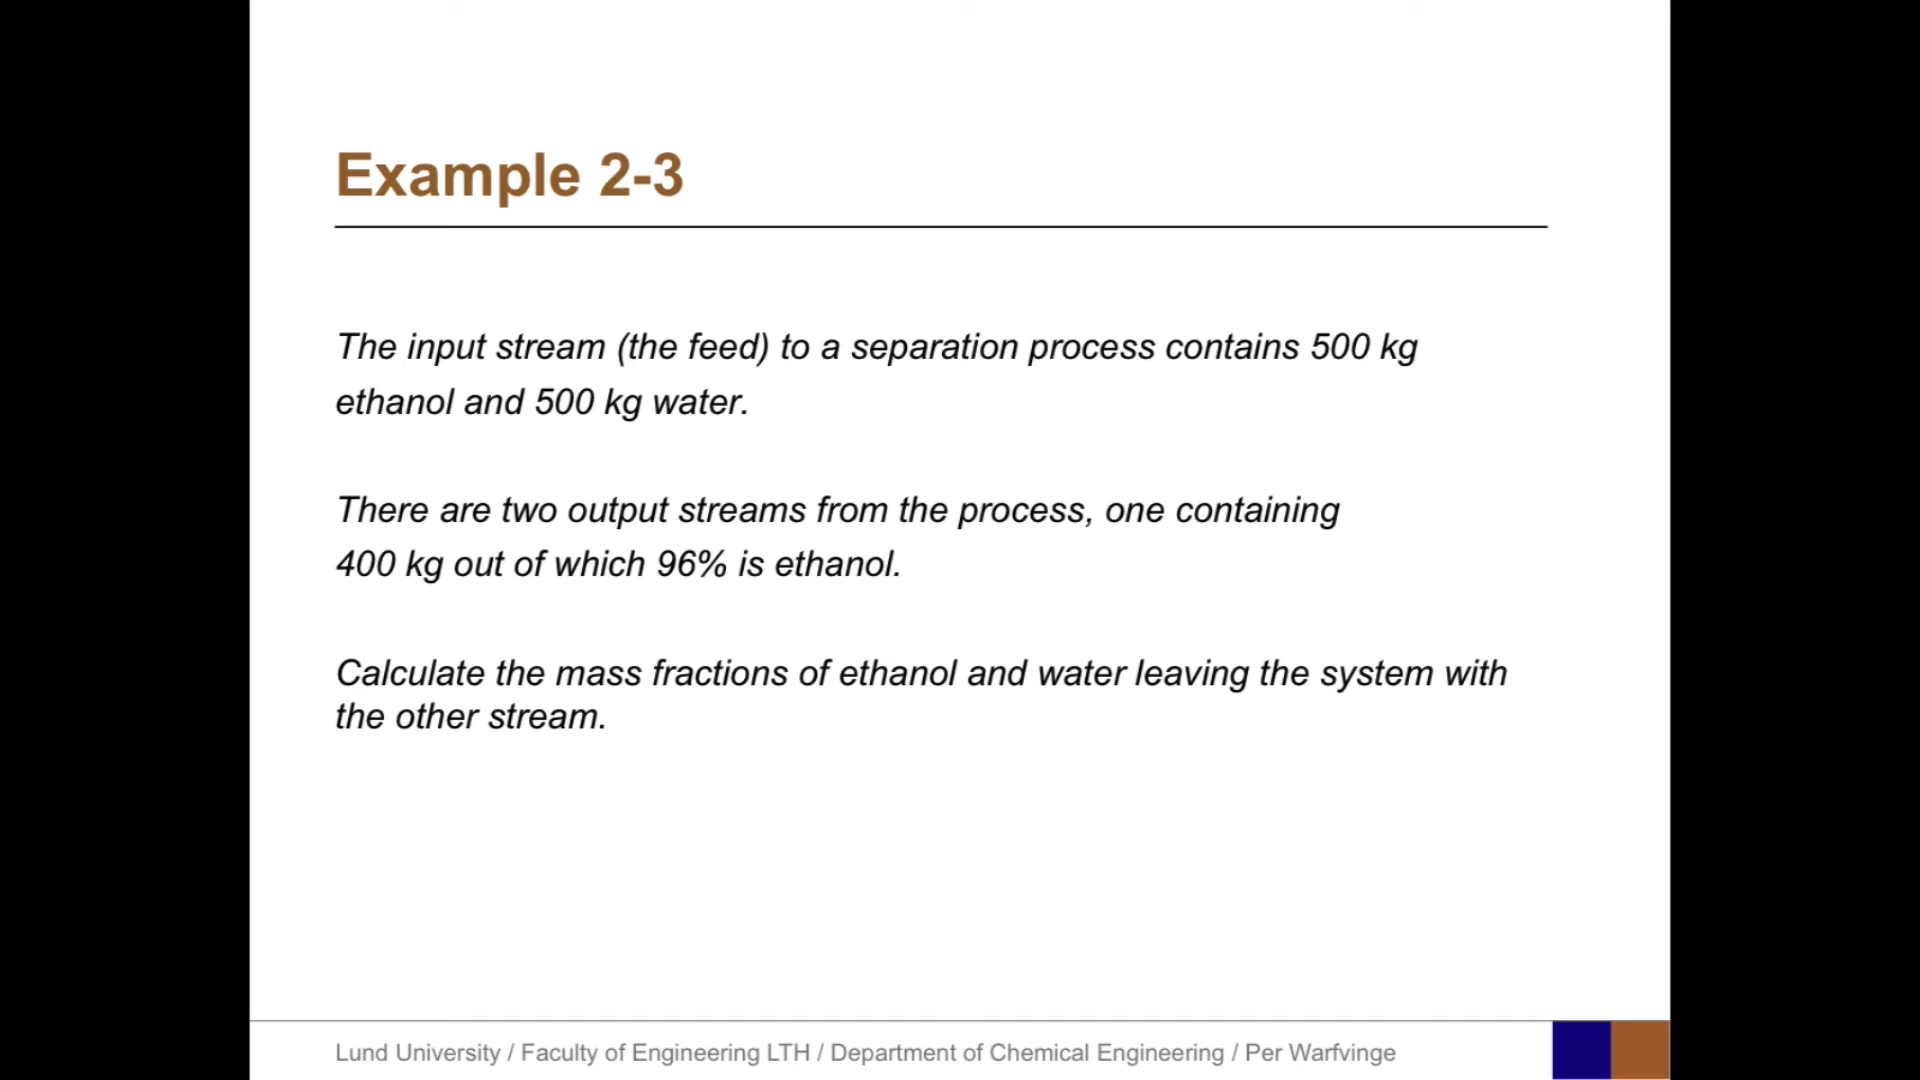 Example 2-3
The input stream (the feed) to a separation process contains 500 kg
ethanol and 500 kg water.
There are two output streams from the process, one containing
400 kg out of which 96% is ethanol.
Calculate the mass fractions of ethanol and water leaving the system with
the other stream.
Lund University / Faculty of Engineering LTH / Department of Chemical Engineering / Per Warfvinge